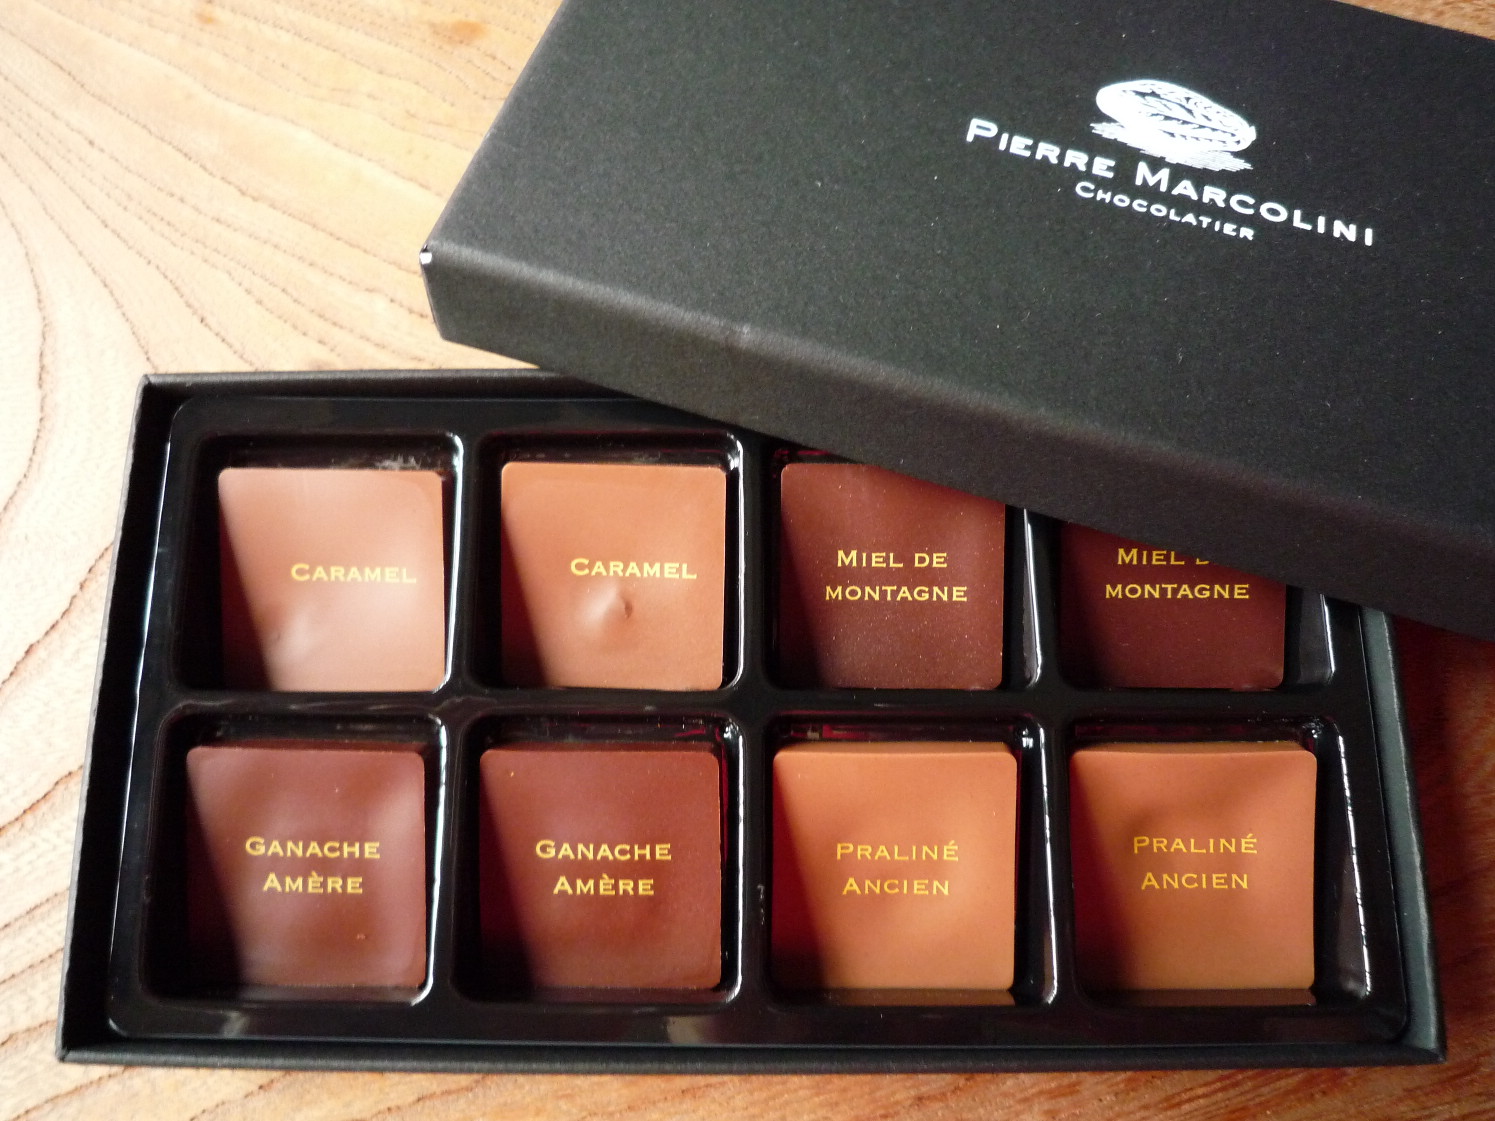 PIERRE MARCOLINI
CHOCOLATIER
CARAMEL
CARAMEL
MIEL DE
MONTAGNE
MIEL D
MONTAGNE
GANACHE
AMÈRE
GANACHE
AMÈRE
PRALINÉ
ANCIEN
PRALINÉ
ANCIEN